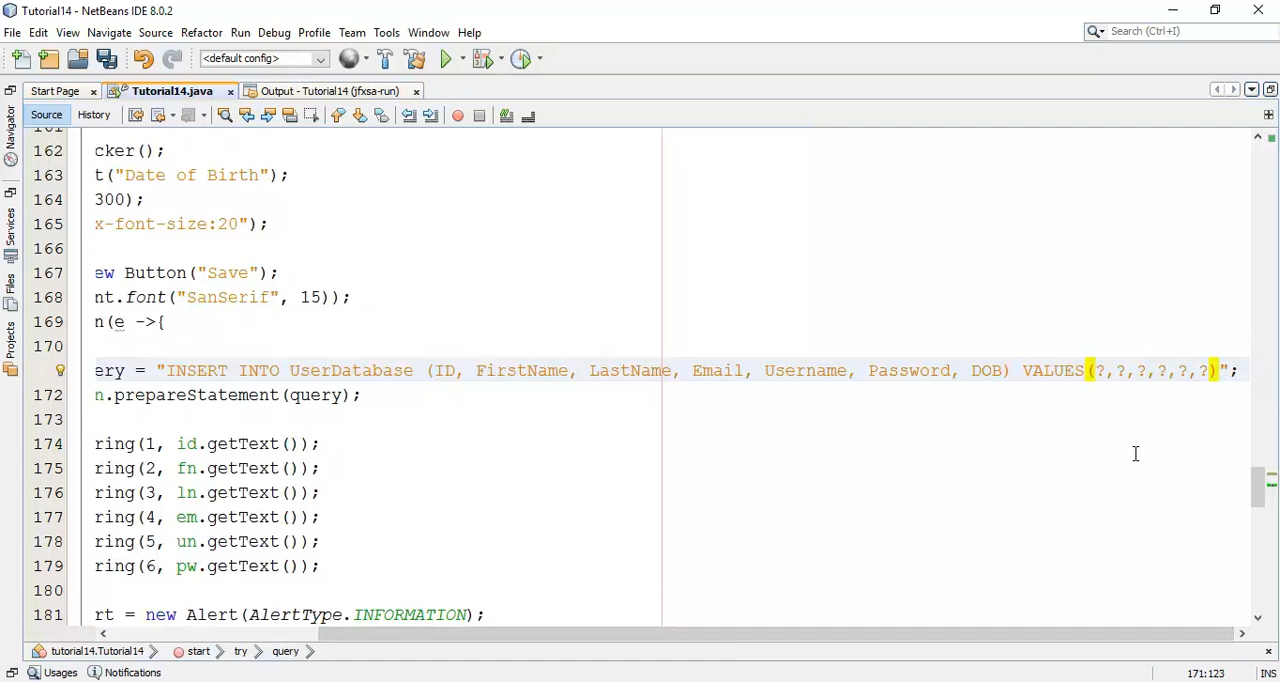 Tutorial14 - NetBeans IDE 8.0.2
File Edit View Navigate Source Refactor Run Debug Profile Team Tools Window Help
Search (Ctrl+I)
<default config>
Start Page Tutorial14.java Output - Tutorial14 (jfxsa-run)
Source History
Navigator
Services
Files
Projects
161
162 cker();
163 t("Date of Birth");
164 300);
165 x-font-size:20");
166
167 ew Button("Save");
168 nt.font("SanSerif", 15));
169 n(e ->{
170
ery = "INSERT INTO UserDatabase (ID, FirstName, LastName, Email, Username, Password, DOB) VALUES(?,?,?,?,?,?)";
172 n.prepareStatement(query);
173
174 ring(1, id.getText());
175 ring(2, fn.getText());
176 ring(3, ln.getText());
177 ring(4, em.getText());
178 ring(5, un.getText());
179 ring(6, pw.getText());
180
181 rt = new Alert(AlertType.INFORMATION);
tutorial14.Tutorial14 start try query
Usages Notifications 171:123 INS